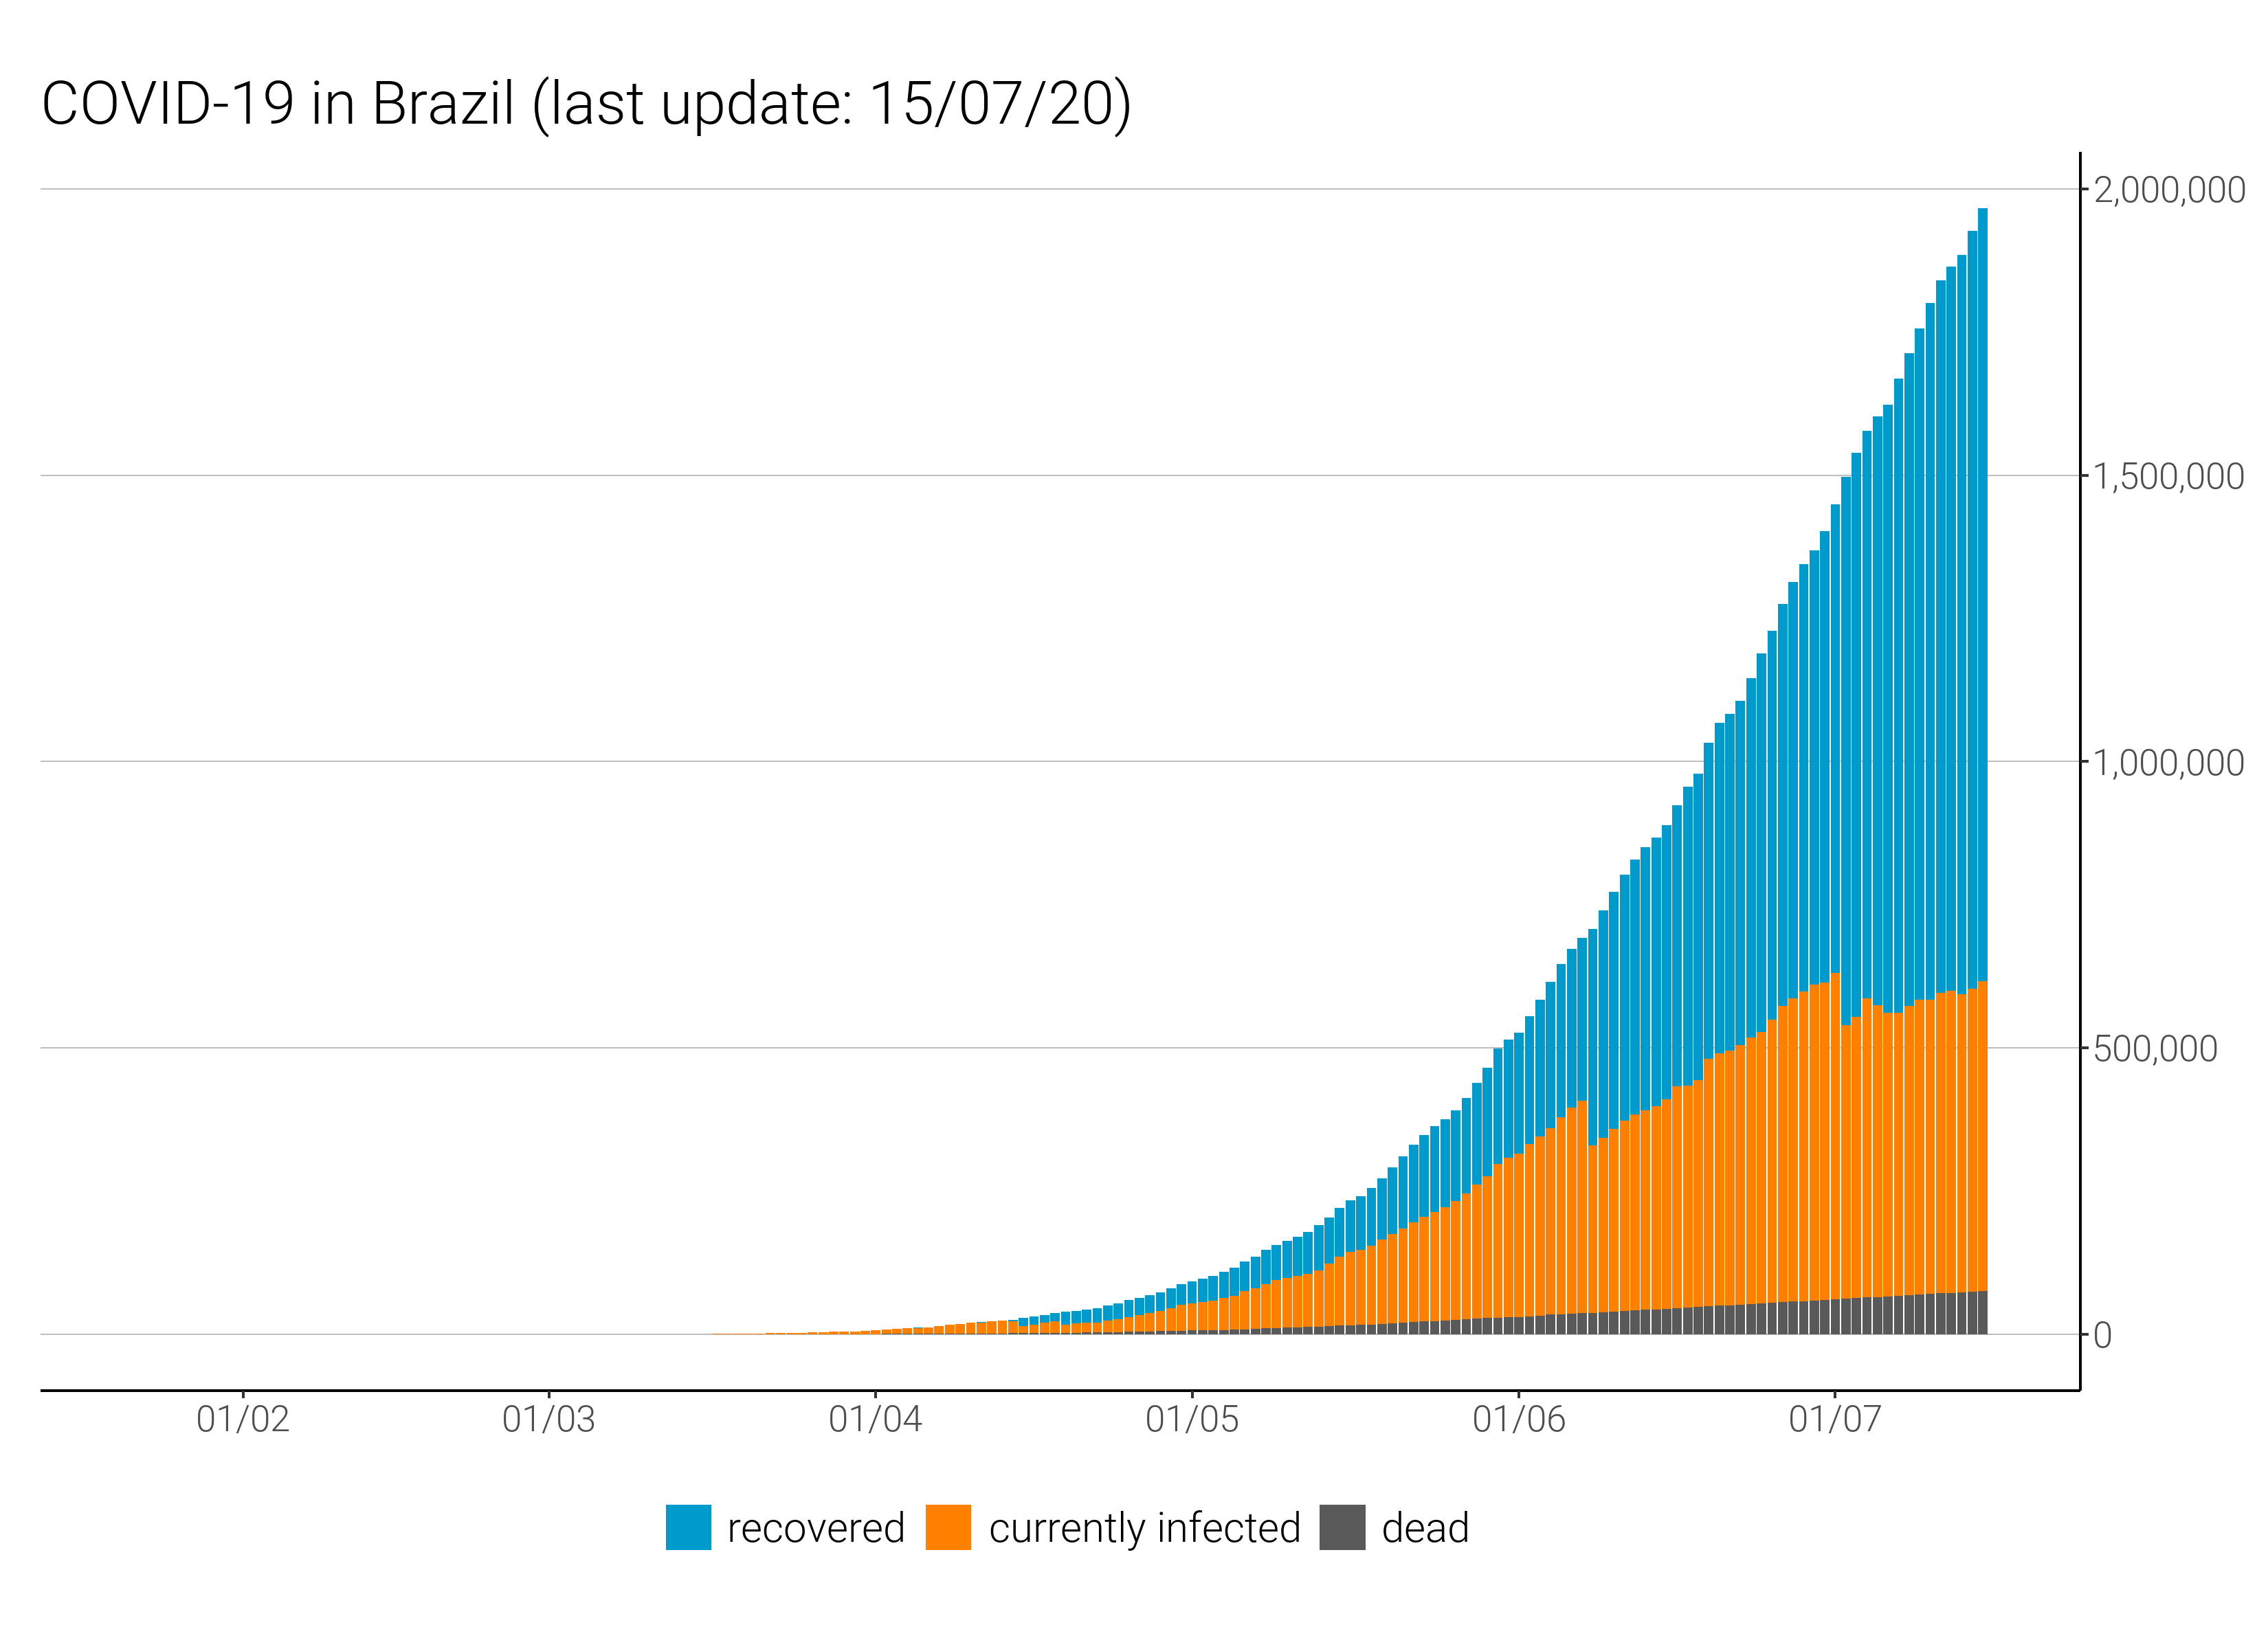 COVID-19 in Brazil (last update: 15/07/20)
2,000,000
1,500,000
1,000,000
500,000
0
01/02 01/03 01/04 01/05 01/06 01/07
recovered currently infected dead